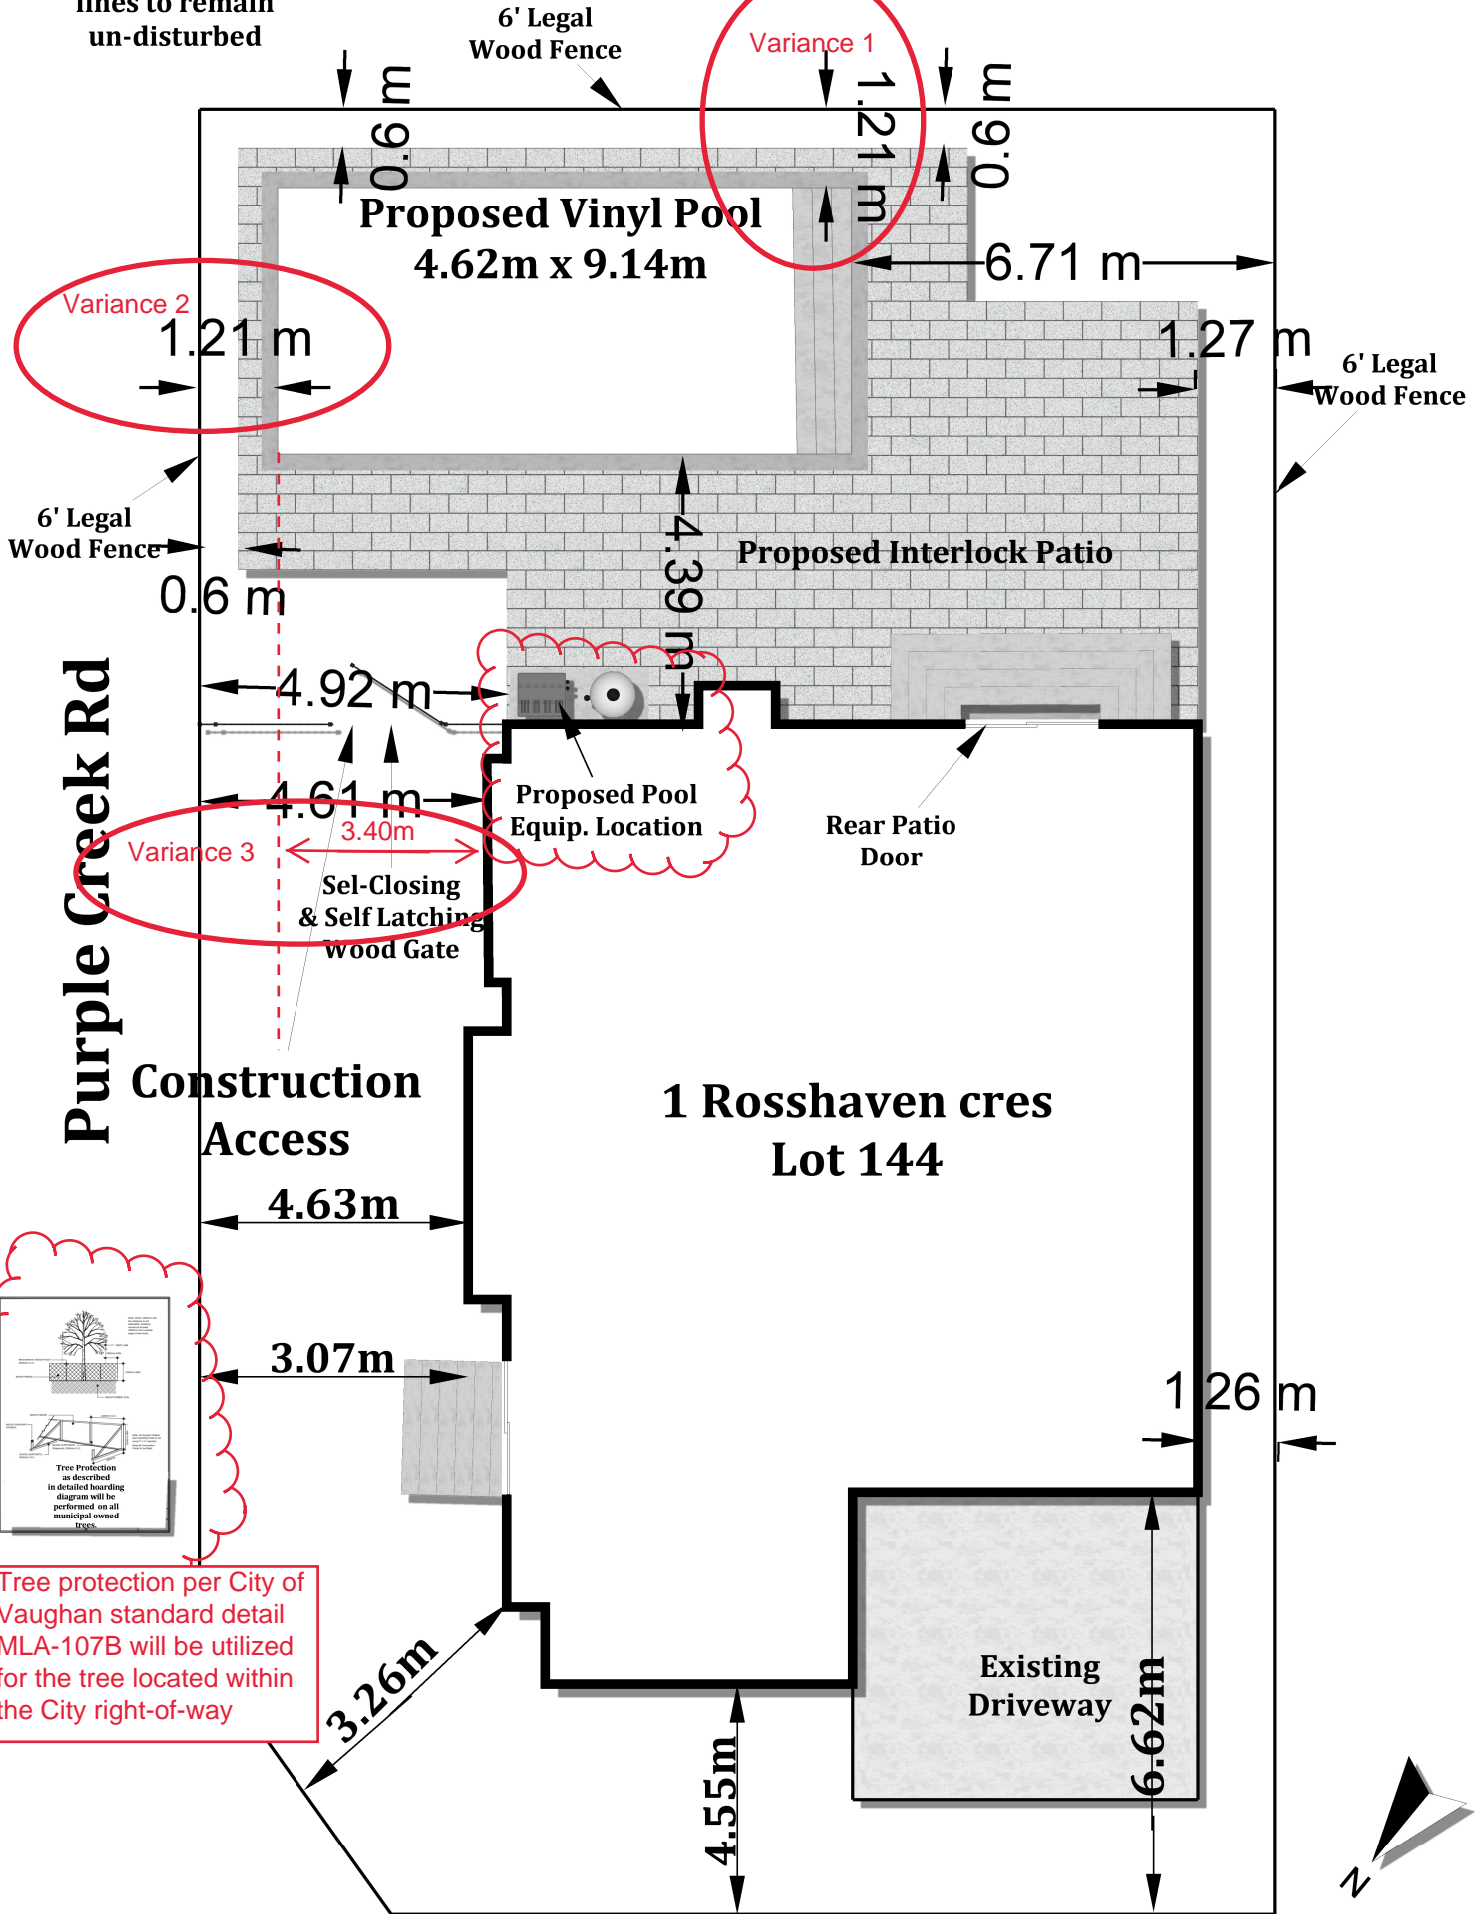 lines to remain
un-disturbed
6' Legal
Wood Fence
Variance 1
0.6 m
1.21 m
0.6 m
Proposed Vinyl Pool
4.62m x 9.14m
6.71 m
Variance 2
1.21 m
1.27 m
6' Legal
Wood Fence
6' Legal
Wood Fence
4.39 m
Proposed Interlock Patio
0.6 m
Purple Creek Rd
4.92 m
4.61 m
Proposed Pool
Equip. Location
Rear Patio
Door
3.40m
Variance 3
Sel-Closing
& Self Latching
Wood Gate
Construction
Access
1 Rosshaven cres
Lot 144
4.63m
3.07m
1.26 m
Tree Protection
as described
in detailed hoarding
diagram will be
performed on all
municipal owned
trees.
Tree protection per City of
Vaughan standard detail
MLA-107B will be utilized
for the tree located within
the City right-of-way
3.26m
4.55m
Existing
Driveway
6.62m
N